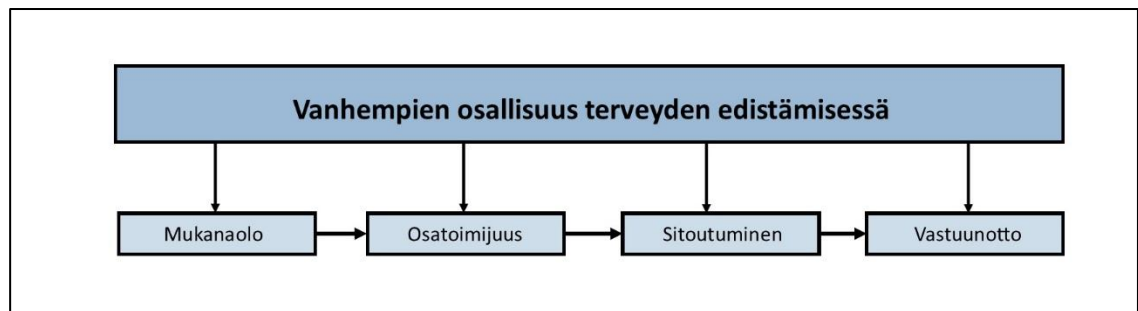 Vanhempien osallisuus terveyden edistämisessä
Mukanaolo
Osatoimijuus
Sitoutuminen
Vastuunotto